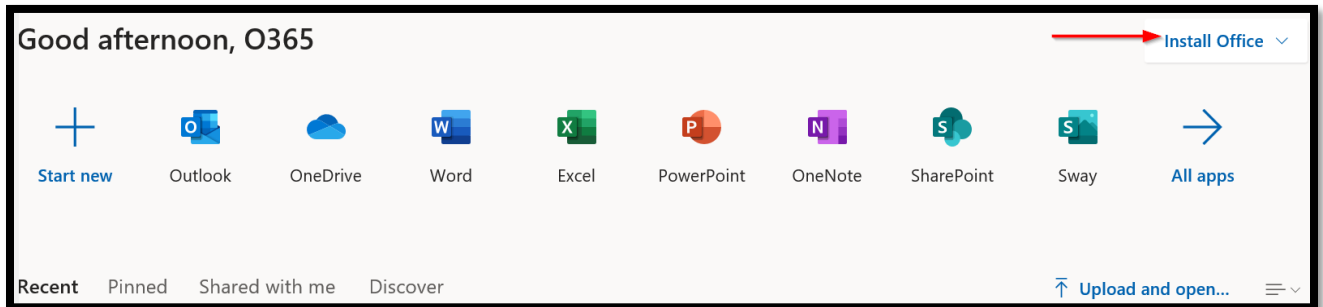 Good afternoon, O365
Install Office
Start new
Outlook
OneDrive
Word
Excel
PowerPoint
OneNote
SharePoint
Sway
All apps
Recent Pinned Shared with me Discover
Upload and open...